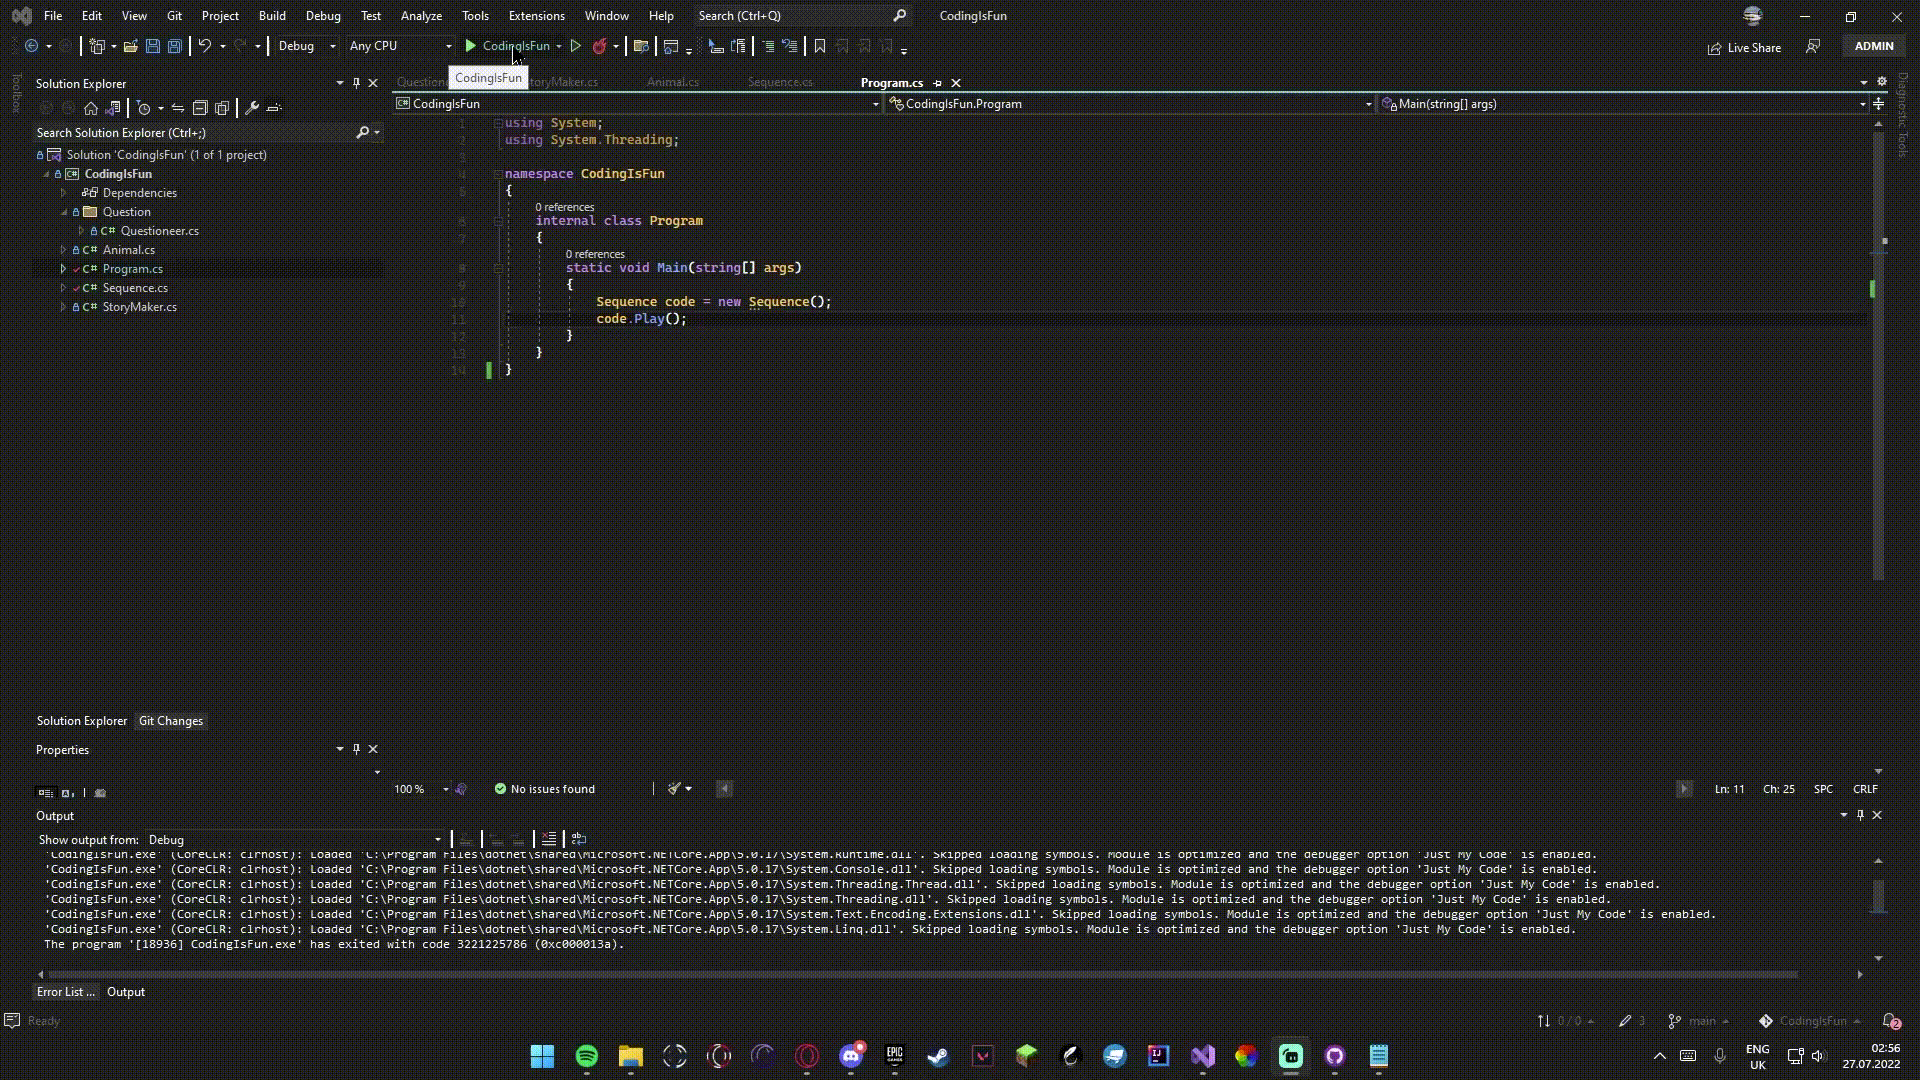 File Edit View Git Project Build Debug Test Analyze Tools Extensions Window Help Search (Ctrl+Q) CodingIsFun
Debug Any CPU CodingIsFun Live Share ADMIN
CodingIsFun
Toolbox
Solution Explorer
Search Solution Explorer (Ctrl+;)
Solution 'CodingIsFun' (1 of 1 project)
CodingIsFun
Dependencies
Question
C# Questioneer.cs
C# Animal.cs
C# Program.cs
C# Sequence.cs
C# StoryMaker.cs
Animal.cs Sequence.cs Program.cs
CodingIsFun CodingIsFun.Program Main(string[] args)
Diagnostic Tools
1 using System;
2 using System.Threading;
3
4 namespace CodingIsFun
5 {
0 references
6 internal class Program
7 {
0 references
8 static void Main(string[] args)
9 {
10 Sequence code = new Sequence();
11 code.Play();
12 }
13 }
14 }
Solution Explorer Git Changes
Properties
100 % No issues found Ln: 11 Ch: 25 SPC CRLF
Output
Show output from: Debug
'CodingIsFun.exe' (CoreCLR: clrhost): Loaded 'C:\Program Files\dotnet\shared\Microsoft.NETCore.App\5.0.17\System.Runtime.dll'. Skipped loading symbols. Module is optimized and the debugger option 'Just My Code' is enabled.
'CodingIsFun.exe' (CoreCLR: clrhost): Loaded 'C:\Program Files\dotnet\shared\Microsoft.NETCore.App\5.0.17\System.Console.dll'. Skipped loading symbols. Module is optimized and the debugger option 'Just My Code' is enabled.
'CodingIsFun.exe' (CoreCLR: clrhost): Loaded 'C:\Program Files\dotnet\shared\Microsoft.NETCore.App\5.0.17\System.Threading.Thread.dll'. Skipped loading symbols. Module is optimized and the debugger option 'Just My Code' is enabled.
'CodingIsFun.exe' (CoreCLR: clrhost): Loaded 'C:\Program Files\dotnet\shared\Microsoft.NETCore.App\5.0.17\System.Threading.dll'. Skipped loading symbols. Module is optimized and the debugger option 'Just My Code' is enabled.
'CodingIsFun.exe' (CoreCLR: clrhost): Loaded 'C:\Program Files\dotnet\shared\Microsoft.NETCore.App\5.0.17\System.Text.Encoding.Extensions.dll'. Skipped loading symbols. Module is optimized and the debugger option 'Just My Code' is enabled.
'CodingIsFun.exe' (CoreCLR: clrhost): Loaded 'C:\Program Files\dotnet\shared\Microsoft.NETCore.App\5.0.17\System.Linq.dll'. Skipped loading symbols. Module is optimized and the debugger option 'Just My Code' is enabled.
The program '[18936] CodingIsFun.exe' has exited with code 3221225786 (0xc000013a).
Error List ... Output
Ready 0 / 0 3 main CodingIsFun 2
EPIC GAMES IJ ENG 02:56
UK 27.07.2022